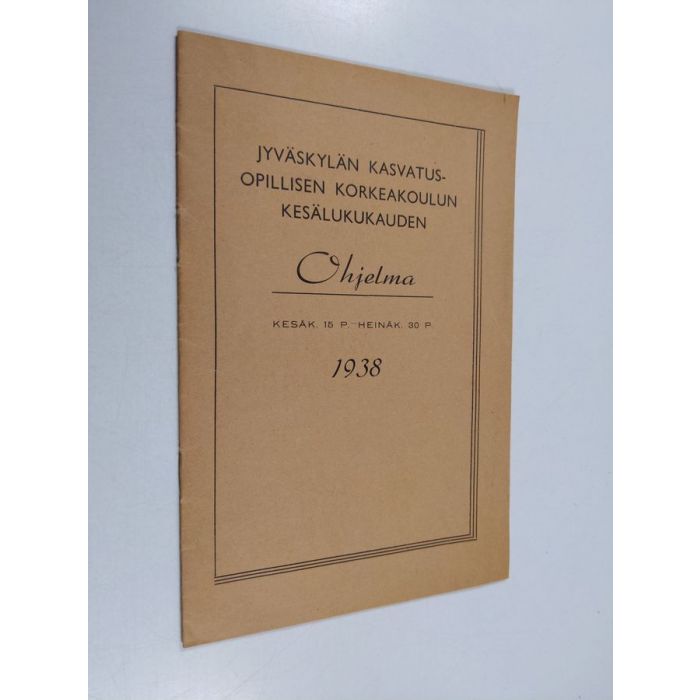 JYVÄSKYLÄN KASVATUS-
OPILLISEN KORKEAKOULUN
KESÄLUKUKAUDEN
Ohjelma
KESÄK. 15 P.-HEINÄK. 30 P.
1938